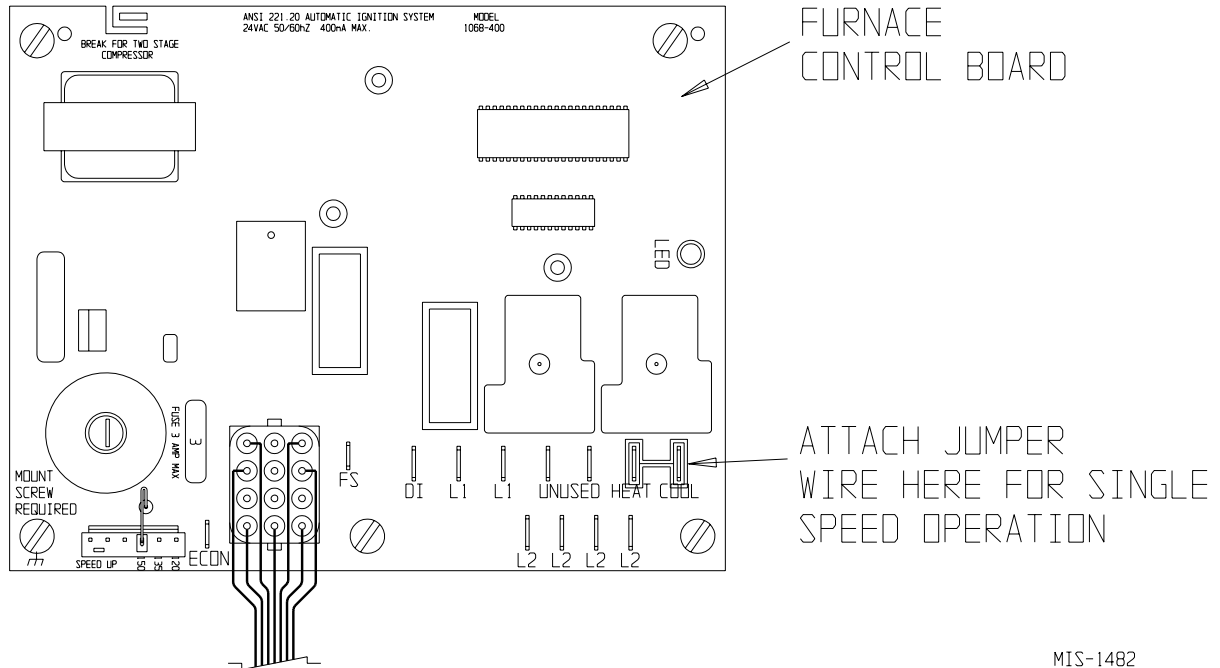 ANSI 221.20 AUTOMATIC IGNITION SYSTEM
24VAC 50/60hZ 400mA MAX.
MODEL
1068-400
BREAK FOR TWO STAGE
COMPRESSOR
FURNACE
CONTROL BOARD
LED
FUSE 3 AMP MAX
3
MOUNT
SCREW
REQUIRED
FS
DI
L1
L1
UNUSED
HEAT
COOL
ATTACH JUMPER
WIRE HERE FOR SINGLE
SPEED OPERATION
SPEED UP
150
135
120
ECON
L2
L2
L2
L2
MIS-1482